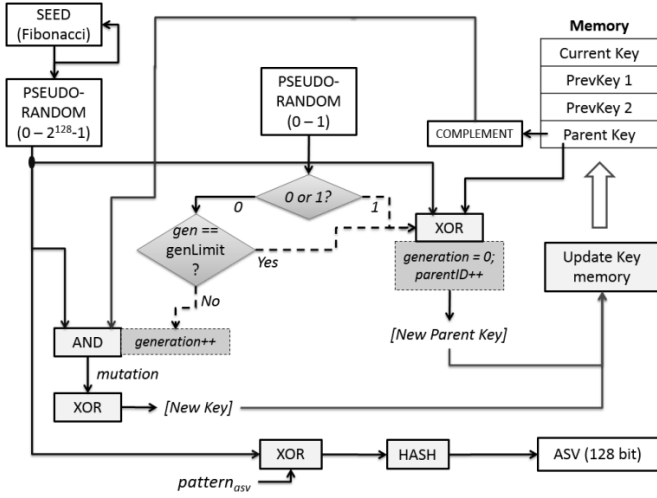 SEED
(Fibonacci)
Memory
Current Key
PrevKey 1
PrevKey 2
Parent Key
PSEUDO-
RANDOM
(0 – 2^128-1)
PSEUDO-
RANDOM
(0 – 1)
COMPLEMENT
0 or 1?
0
1
gen ==
genLimit
?
Yes
No
XOR
generation = 0;
parentID++
Update Key
memory
[New Parent Key]
AND
generation++
mutation
XOR
[New Key]
XOR
HASH
ASV (128 bit)
pattern_asv